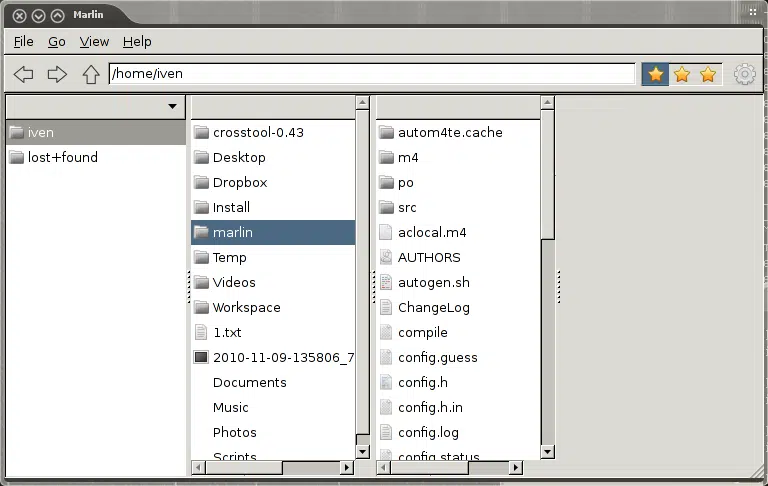 Marlin
File Go View Help
/home/iven
iven
lost+found
crosstool-0.43
Desktop
Dropbox
Install
marlin
Temp
Videos
Workspace
1.txt
2010-11-09-135806_7
Documents
Music
Photos
Scripts
autom4te.cache
m4
po
src
aclocal.m4
AUTHORS
autogen.sh
ChangeLog
compile
config.guess
config.h
config.h.in
config.log
config.status